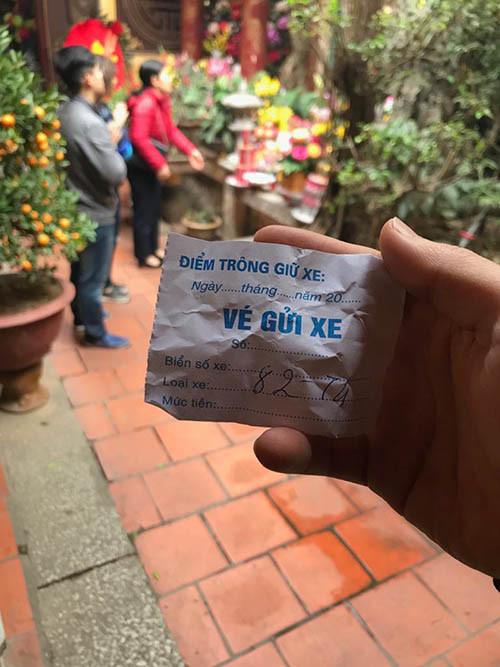 ĐIỂM TRÔNG GIỮ XE:
Ngày......tháng......năm 20......
VÉ GỬI XE
Số:....................
Biển số xe:....................
Loại xe: 82-T4
Mức tiền:....................